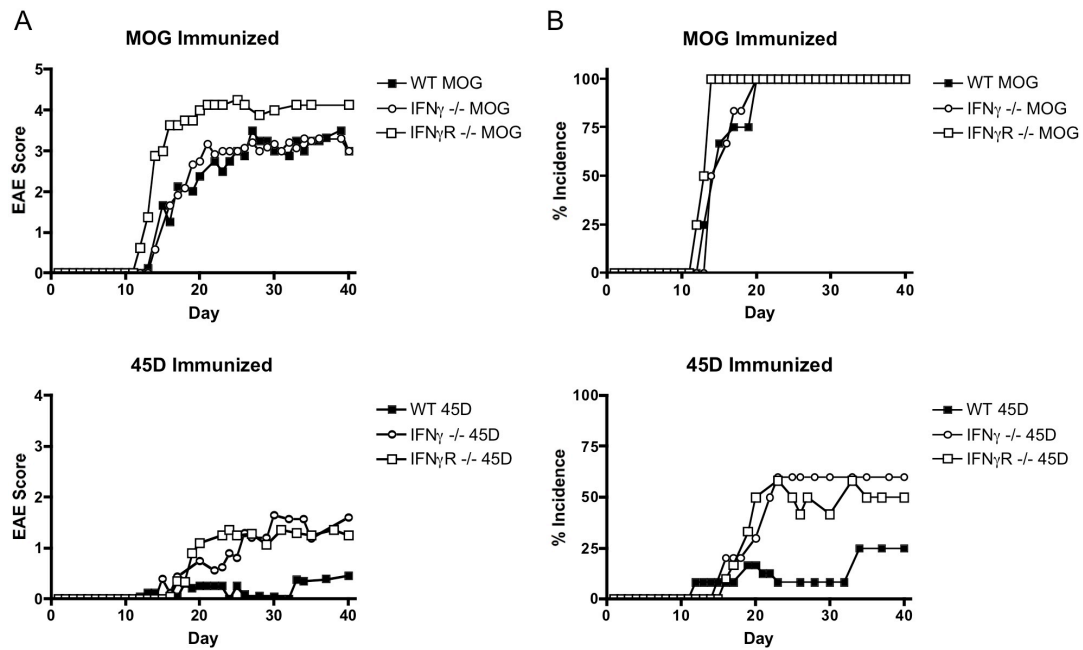 A
MOG Immunized
EAE Score
5
4
3
2
1
0
0 10 20 30 40
Day
WT MOG
IFNγ -/- MOG
IFNγR -/- MOG
B
MOG Immunized
% Incidence
100
75
50
25
0
0 10 20 30 40
Day
WT MOG
IFNγ -/- MOG
IFNγR -/- MOG
45D Immunized
EAE Score
4
3
2
1
0
0 10 20 30 40
Day
WT 45D
IFNγ -/- 45D
IFNγR -/- 45D
45D Immunized
% Incidence
100
75
50
25
0
0 10 20 30 40
Day
WT 45D
IFNγ -/- 45D
IFNγR -/- 45D